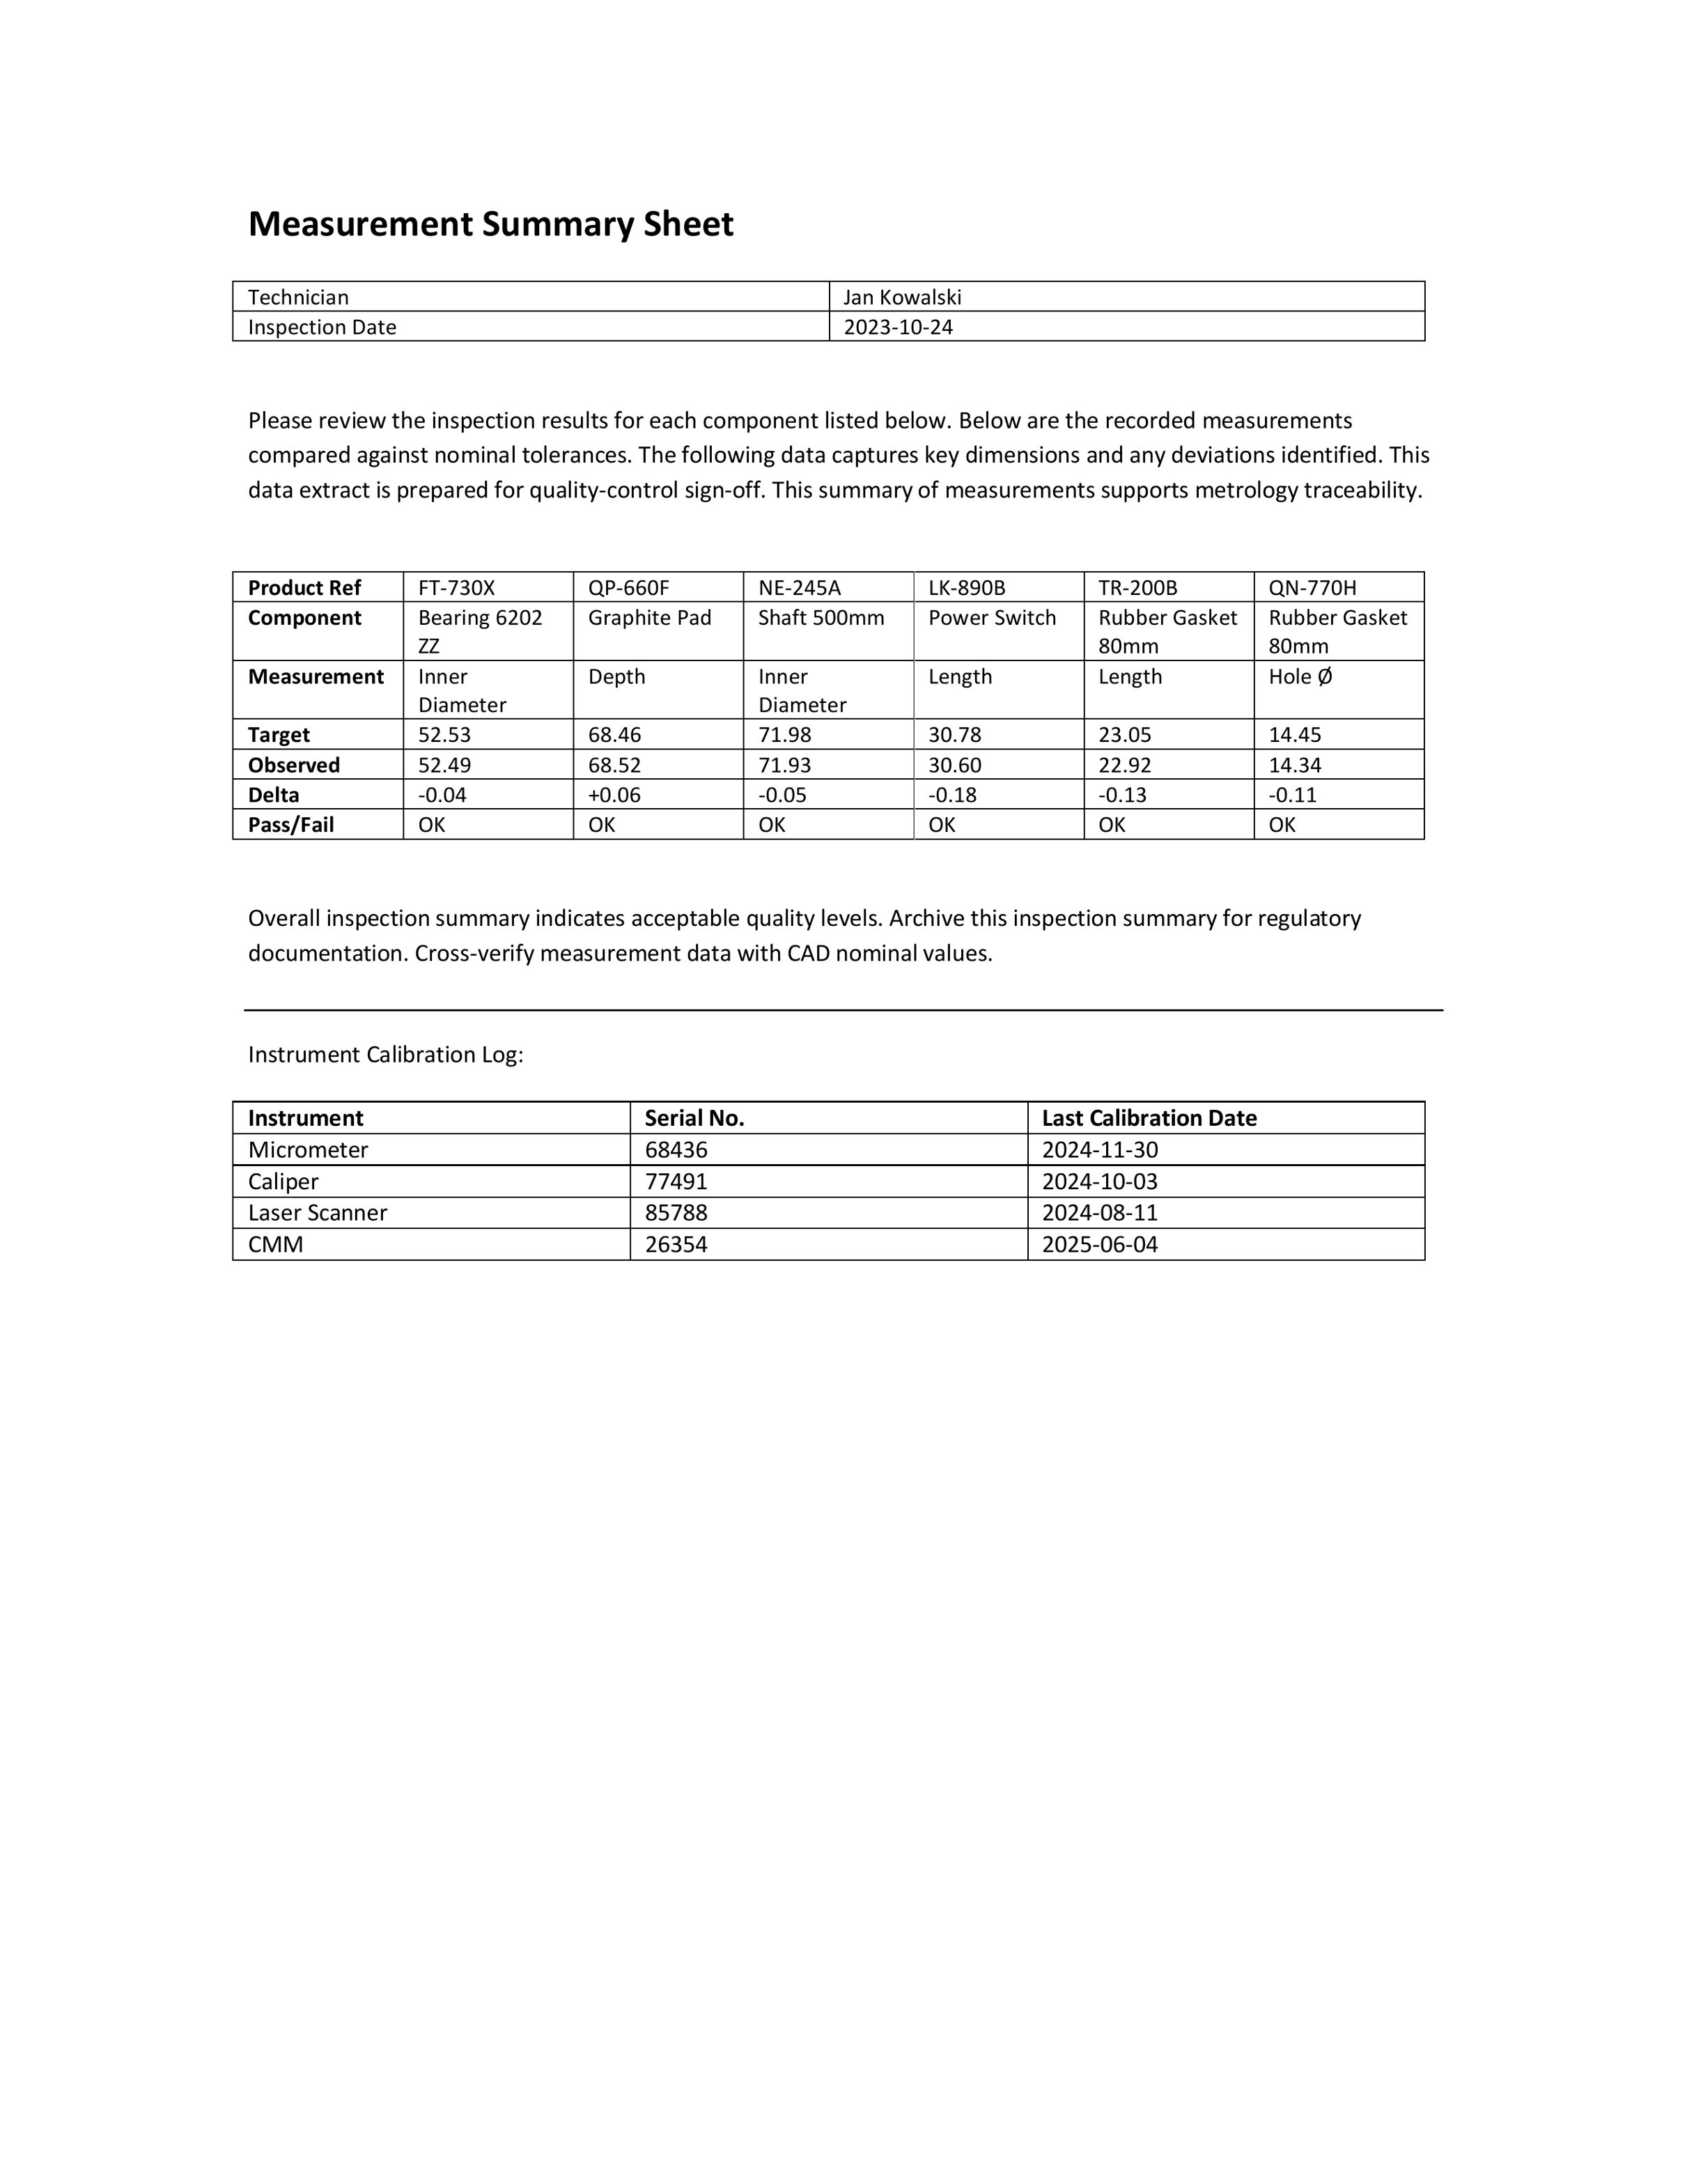 Measurement Summary Sheet
Technician Jan Kowalski
Inspection Date 2023-10-24
Please review the inspection results for each component listed below. Below are the recorded measurements
compared against nominal tolerances. The following data captures key dimensions and any deviations identified. This
data extract is prepared for quality-control sign-off. This summary of measurements supports metrology traceability.
Product Ref FT-730X QP-660F NE-245A LK-890B TR-200B QN-770H
Component Bearing 6202 Graphite Pad Shaft 500mm Power Switch Rubber Gasket Rubber Gasket
ZZ 80mm 80mm
Measurement Inner Depth Inner Length Length Hole Ø
Diameter Diameter
Target 52.53 68.46 71.98 30.78 23.05 14.45
Observed 52.49 68.52 71.93 30.60 22.92 14.34
Delta -0.04 +0.06 -0.05 -0.18 -0.13 -0.11
Pass/Fail OK OK OK OK OK OK
Overall inspection summary indicates acceptable quality levels. Archive this inspection summary for regulatory
documentation. Cross-verify measurement data with CAD nominal values.
Instrument Calibration Log:
Instrument Serial No. Last Calibration Date
Micrometer 68436 2024-11-30
Caliper 77491 2024-10-03
Laser Scanner 85788 2024-08-11
CMM 26354 2025-06-04